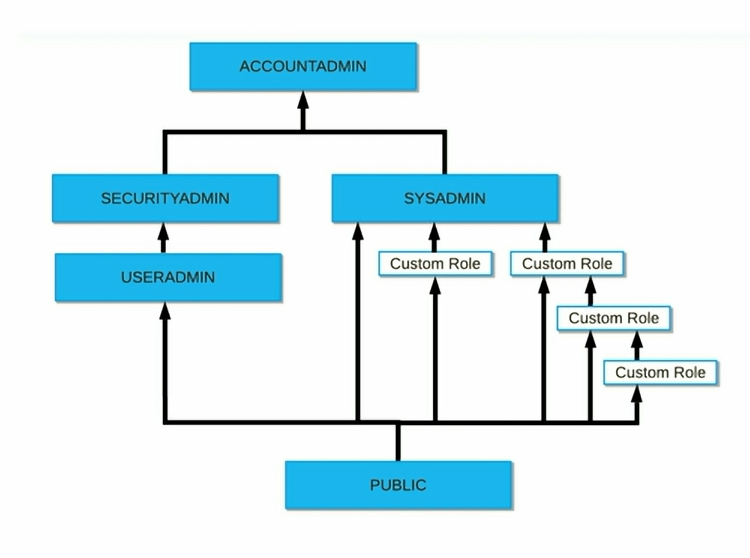 ACCOUNTADMIN
SECURITYADMIN
SYSADMIN
USERADMIN
Custom Role
Custom Role
Custom Role
Custom Role
PUBLIC